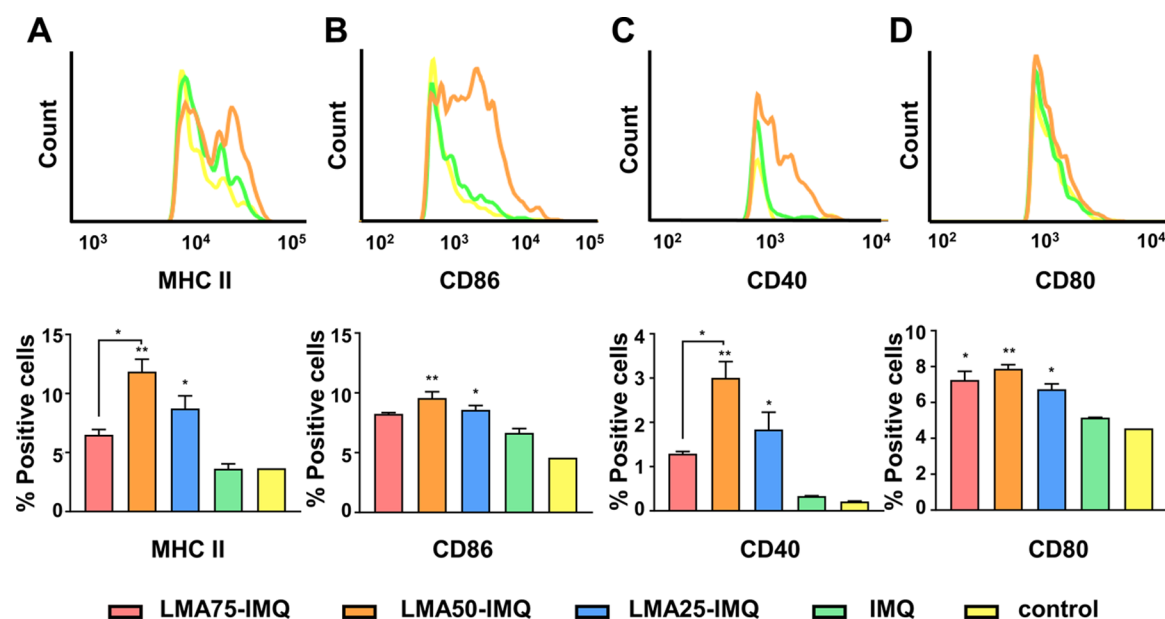 A
B
C
D
Count
10³ 10⁴ 10⁵
MHC II
Count
10² 10³ 10⁴ 10⁵
CD86
Count
10² 10³ 10⁴
CD40
Count
10² 10³ 10⁴
CD80
% Positive cells
15
10
5
0
*
** 
*
MHC II
% Positive cells
15
10
5
0
**
*
CD86
% Positive cells
4
3
2
1
0
*
**
*
CD40
% Positive cells
10
8
6
4
2
0
*
**
*
CD80
LMA75-IMQ LMA50-IMQ LMA25-IMQ IMQ control